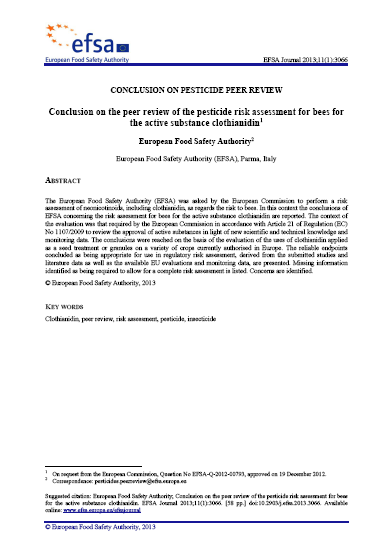 efsa
European Food Safety Authority
EFSA Journal 2013;11(1):3066
CONCLUSION ON PESTICIDE PEER REVIEW
Conclusion on the peer review of the pesticide risk assessment for bees for
the active substance clothianidin1
European Food Safety Authority2
European Food Safety Authority (EFSA), Parma, Italy
ABSTRACT
The European Food Safety Authority (EFSA) was asked by the European Commission to perform a risk
assessment of neonicotinoids, including clothianidin, as regards the risk to bees. In this context the conclusions of
EFSA concerning the risk assessment for bees for the active substance clothianidin are reported. The context of
the evaluation was that required by the European Commission in accordance with Article 21 of Regulation (EC)
No 1107/2009 to review the approval of active substances in light of new scientific and technical knowledge and
monitoring data. The conclusions were reached on the basis of the evaluation of the uses of clothianidin applied
as a seed treatment or granules on a variety of crops currently authorised in Europe. The reliable endpoints
concluded as being appropriate for use in regulatory risk assessment, derived from the submitted studies and
literature data as well as the available EU evaluations and monitoring data, are presented. Missing information
identified as being required to allow for a complete risk assessment is listed. Concerns are identified.
© European Food Safety Authority, 2013
KEY WORDS
Clothianidin, peer review, risk assessment, pesticide, insecticide
1 On request from the European Commission, Question No EFSA-Q-2012-00793, approved on 19 December 2012.
2 Correspondence: pesticides.peerreview@efsa.europa.eu
Suggested citation: European Food Safety Authority; Conclusion on the peer review of the pesticide risk assessment for bees
for the active substance clothianidin. EFSA Journal 2013;11(1):3066. [58 pp.] doi:10.2903/j.efsa.2013.3066. Available
online: www.efsa.europa.eu/efsajournal
© European Food Safety Authority, 2013